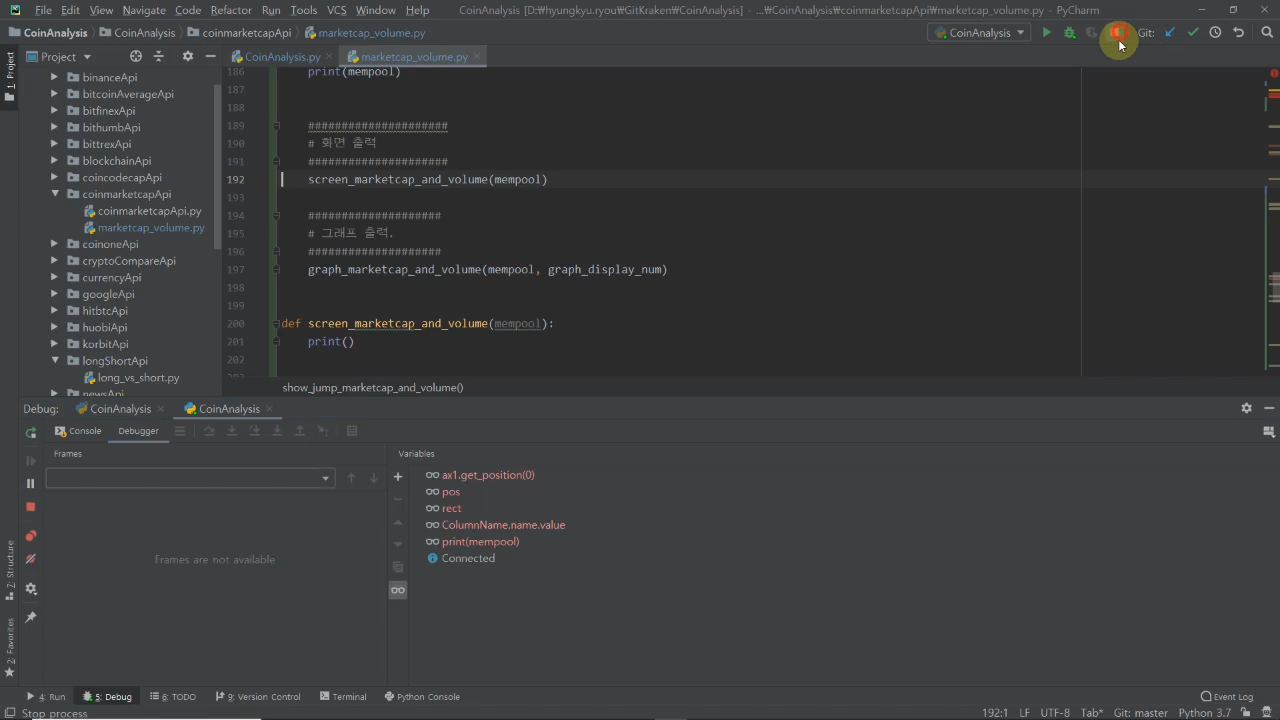 File Edit View Navigate Code Refactor Run Tools VCS Window Help CoinAnalysis [D:₩hyungkyu.ryou₩GitKraken₩CoinAnalysis] - ...₩CoinAnalysis₩coinmarketcapApi₩marketcap_volume.py - PyCharm
CoinAnalysis CoinAnalysis coinmarketcapApi marketcap_volume.py CoinAnalysis Git:
Project CoinAnalysis.py marketcap_volume.py
1: Project
binanceApi
bitcoinAverageApi
bitfinexApi
bithumbApi
bittrexApi
blockchainApi
coincodecapApi
coinmarketcapApi
coinmarketcapApi.py
marketcap_volume.py
coinoneApi
cryptoCompareApi
currencyApi
googleApi
hitbtcApi
huobiApi
korbitApi
longShortApi
long_vs_short.py
newsApi
186 print(mempool)
187
188
189 #####################
190 # 화면 출력
191 #####################
192 screen_marketcap_and_volume(mempool)
193
194 ####################
195 # 그래프 출력.
196 ####################
197 graph_marketcap_and_volume(mempool, graph_display_num)
198
199
200 def screen_marketcap_and_volume(mempool):
201 print()
202
show_jump_marketcap_and_volume()
Debug: CoinAnalysis CoinAnalysis
Console Debugger
Frames
Variables
Frames are not available
ax1.get_position(0)
pos
rect
ColumnName.name.value
print(mempool)
Connected
7: Structure
2: Favorites
4: Run 5: Debug 6: TODO 9: Version Control Terminal Python Console Event Log
Stop process 192:1 LF UTF-8 Tab* Git: master Python 3.7